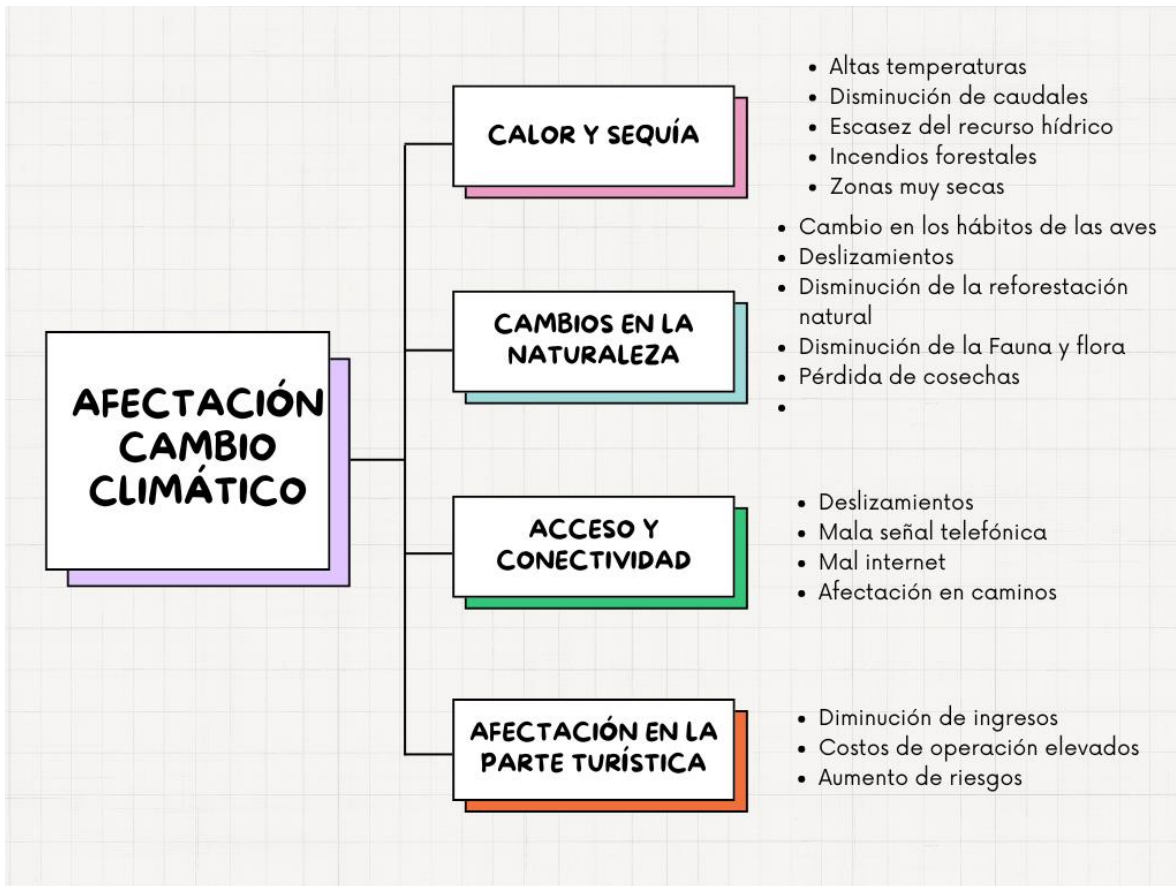 AFECTACIÓN
CAMBIO
CLIMÁTICO
CALOR Y SEQUÍA
• Altas temperaturas
• Disminución de caudales
• Escasez del recurso hídrico
• Incendios forestales
• Zonas muy secas
CAMBIOS EN LA
NATURALEZA
• Cambio en los hábitos de las aves
• Deslizamientos
• Disminución de la reforestación
natural
• Disminución de la Fauna y flora
• Pérdida de cosechas
•
ACCESO Y
CONECTIVIDAD
• Deslizamientos
• Mala señal telefónica
• Mal internet
• Afectación en caminos
AFECTACIÓN EN LA
PARTE TURÍSTICA
• Diminución de ingresos
• Costos de operación elevados
• Aumento de riesgos